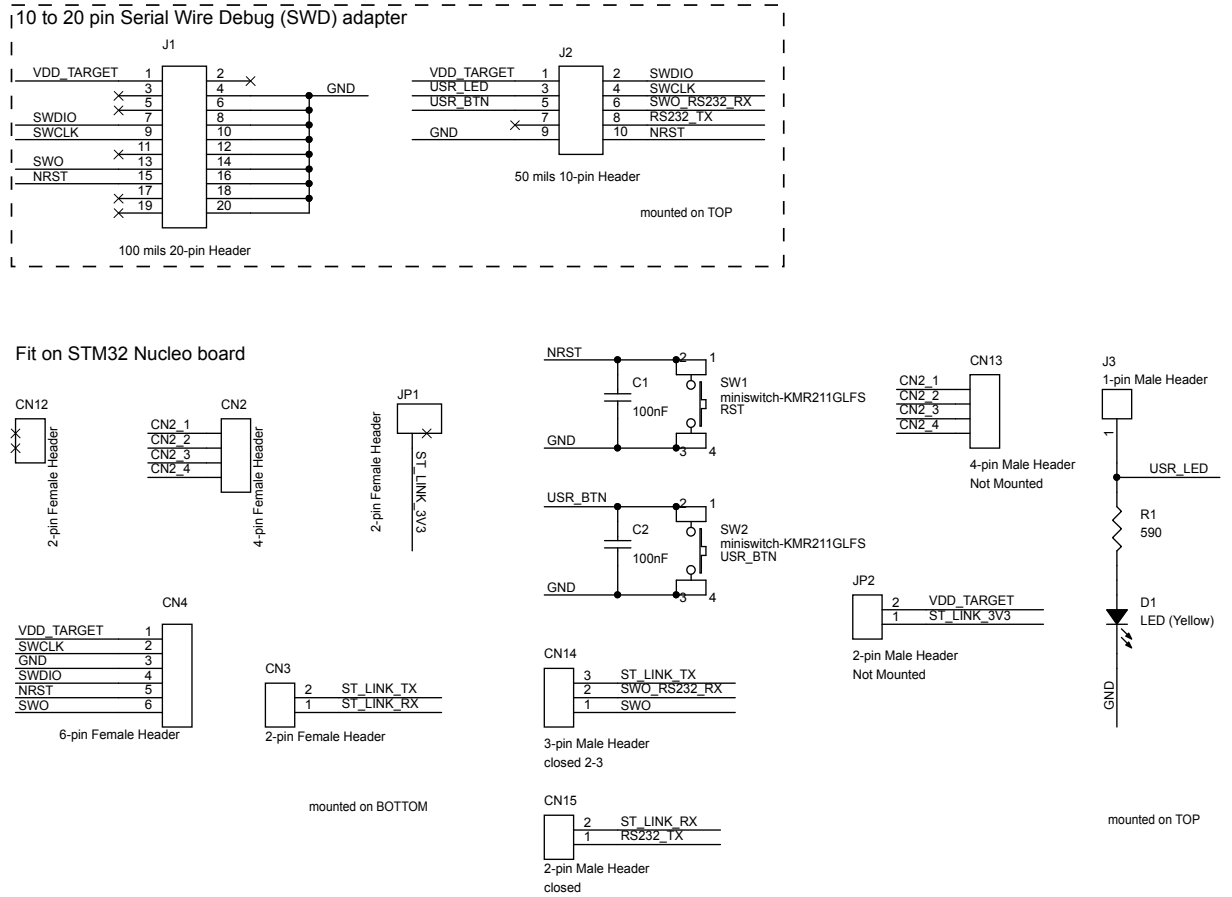 10 to 20 pin Serial Wire Debug (SWD) adapter
J1
VDD_TARGET 1 2
3 4 GND
5 6
SWDIO 7 8
SWCLK 9 10
11 12
SWO 13 14
NRST 15 16
17 18
19 20
100 mils 20-pin Header
J2
VDD_TARGET 1 2 SWDIO
USR_LED 3 4 SWCLK
USR_BTN 5 6 SWO_RS232_RX
7 8 RS232_TX
GND 9 10 NRST
50 mils 10-pin Header
mounted on TOP
Fit on STM32 Nucleo board
CN12
2-pin Female Header
CN2
CN2_1
CN2_2
CN2_3
CN2_4
4-pin Female Header
JP1
2-pin Female Header
ST_LINK_3V3
NRST 2 1
C1
100nF
SW1
miniswitch-KMR211GLFS
RST
GND 3 4
USR_BTN 2 1
C2
100nF
SW2
miniswitch-KMR211GLFS
USR_BTN
GND 3 4
CN13
CN2_1
CN2_2
CN2_3
CN2_4
4-pin Male Header
Not Mounted
J3
1-pin Male Header
1
USR_LED
R1
590
D1
LED (Yellow)
GND
JP2
2 VDD_TARGET
1 ST_LINK_3V3
2-pin Male Header
Not Mounted
CN4
VDD_TARGET 1
SWCLK 2
GND 3
SWDIO 4
NRST 5
SWO 6
6-pin Female Header
CN3
2 ST_LINK_TX
1 ST_LINK_RX
2-pin Female Header
CN14
3 ST_LINK_TX
2 SWO_RS232_RX
1 SWO
3-pin Male Header
closed 2-3
mounted on BOTTOM
CN15
2 ST_LINK_RX
1 RS232_TX
2-pin Male Header
closed
mounted on TOP